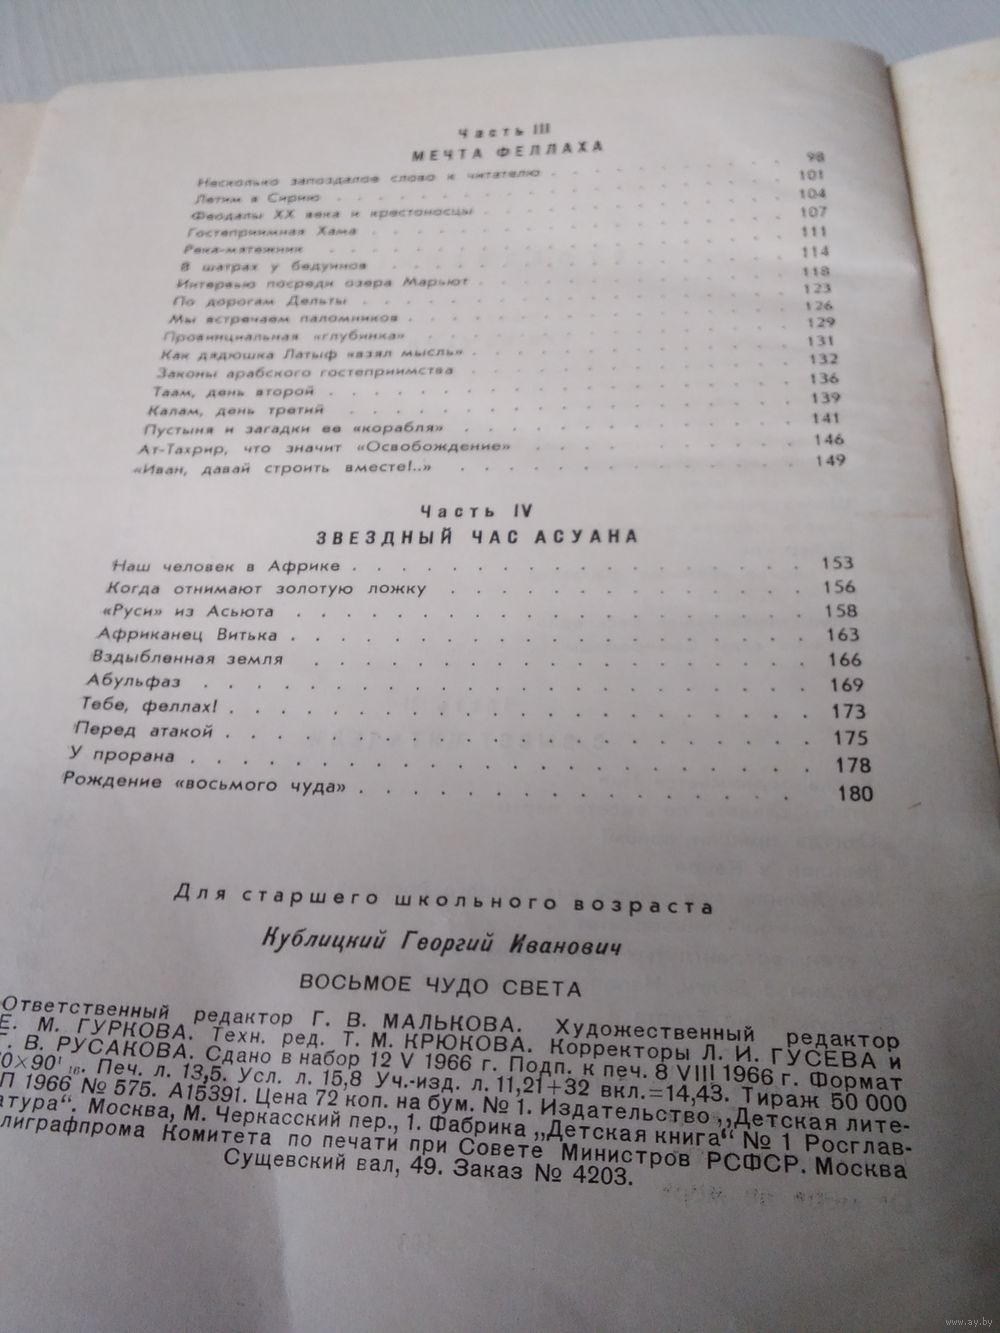 Часть III
МЕЧТА ФЕЛЛАХА
Несколько запоздалое слово к читателю . . . 98
Летим в Сирию . . . 101
Феодалы XX века и крестоносцы . . . 104
Гостеприимная Хама . . . 107
Река-мятежник . . . 111
В шатрах у бедуинов . . . 114
Интервью посреди озера Марьют . . . 118
По дорогам Дельты . . . 123
Мы встречаем паломников . . . 126
Провинциальная «глубинка» . . . 129
Как дядюшка Латыф «взял мысль» . . . 131
Законы арабского гостеприимства . . . 132
Таам, день второй . . . 136
Калам, день третий . . . 139
Пустыня и загадки ее «корабля» . . . 141
Ат-Тахрир, что значит «Освобождение» . . . 146
«Иван, давай строить вместе!..» . . . 149
Часть IV
ЗВЕЗДНЫЙ ЧАС АСУАНА
Наш человек в Африке . . . 153
Когда отнимают золотую ложку . . . 156
«Руси» из Асьюта . . . 158
Африканец Витька . . . 163
Вздыбленная земля . . . 166
Абульфаз . . . 169
Тебе, феллах! . . . 173
Перед атакой . . . 175
У прорана . . . 178
Рождение «восьмого чуда» . . . 180
Для старшего школьного возраста
Кублицкий Георгий Иванович
ВОСЬМОЕ ЧУДО СВЕТА
Ответственный редактор Г. В. МАЛЬКОВА. Художественный редактор
Е. М. ГУРКОВА. Техн. ред. Т. М. КРЮКОВА. Корректоры Л. И. ГУСЕВА и
В. РУСАКОВА. Сдано в набор 12 V 1966 г. Подп. к печ. 8 VIII 1966 г. Формат
0×90 1/16. Печ. л. 13,5. Усл. л. 15,8 Уч.-изд. л. 11,21+32 вкл.=14,43. Тираж 50 000
П 1966 № 575. А15391. Цена 72 коп. на бум. № 1. Издательство „Детская лите-
атура“. Москва, М. Черкасский пер., 1. Фабрика „Детская книга“ № 1 Росглав-
лиграфпрома Комитета по печати при Совете Министров РСФСР. Москва
Сущевский вал, 49. Заказ № 4203.
www.ay.by